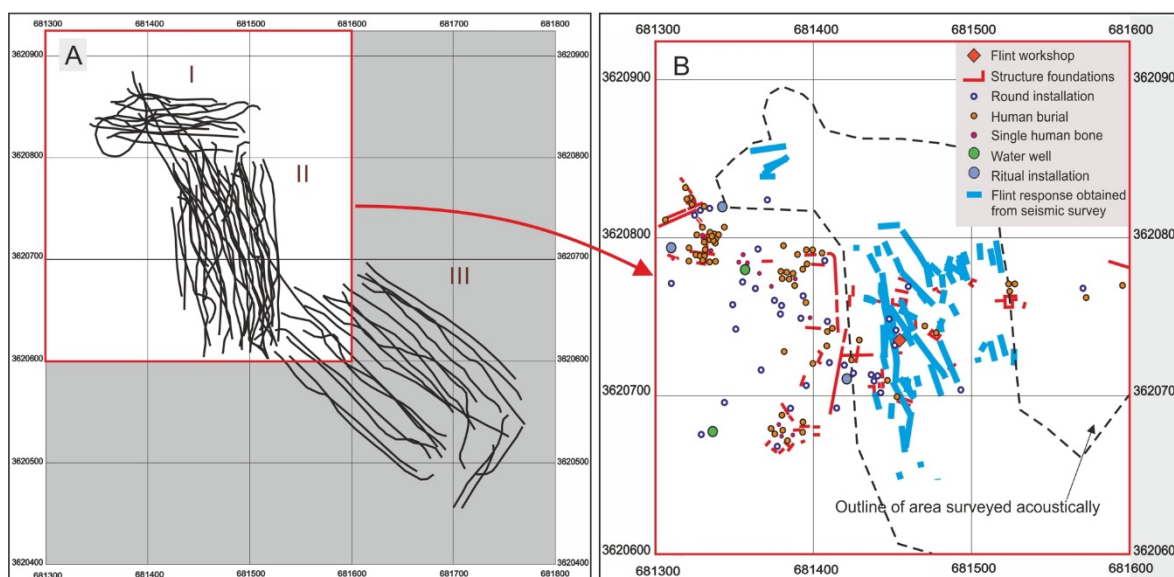 681300 681400 681500 681600 681700 681800
3620900
3620800
3620700
3620600
3620500
3620400
A
I
II
III
3620900
3620800
3620700
3620600
3620500
3620400
681300 681400 681500 681600 681700 681800
681300 681400 681500 681600
3620900
3620800
3620700
3620600
B
Flint workshop
Structure foundations
Round installation
Human burial
Single human bone
Water well
Ritual installation
Flint response obtained
from seismic survey
Outline of area surveyed acoustically
3620900
3620800
3620700
3620600
681300 681400 681500 681600